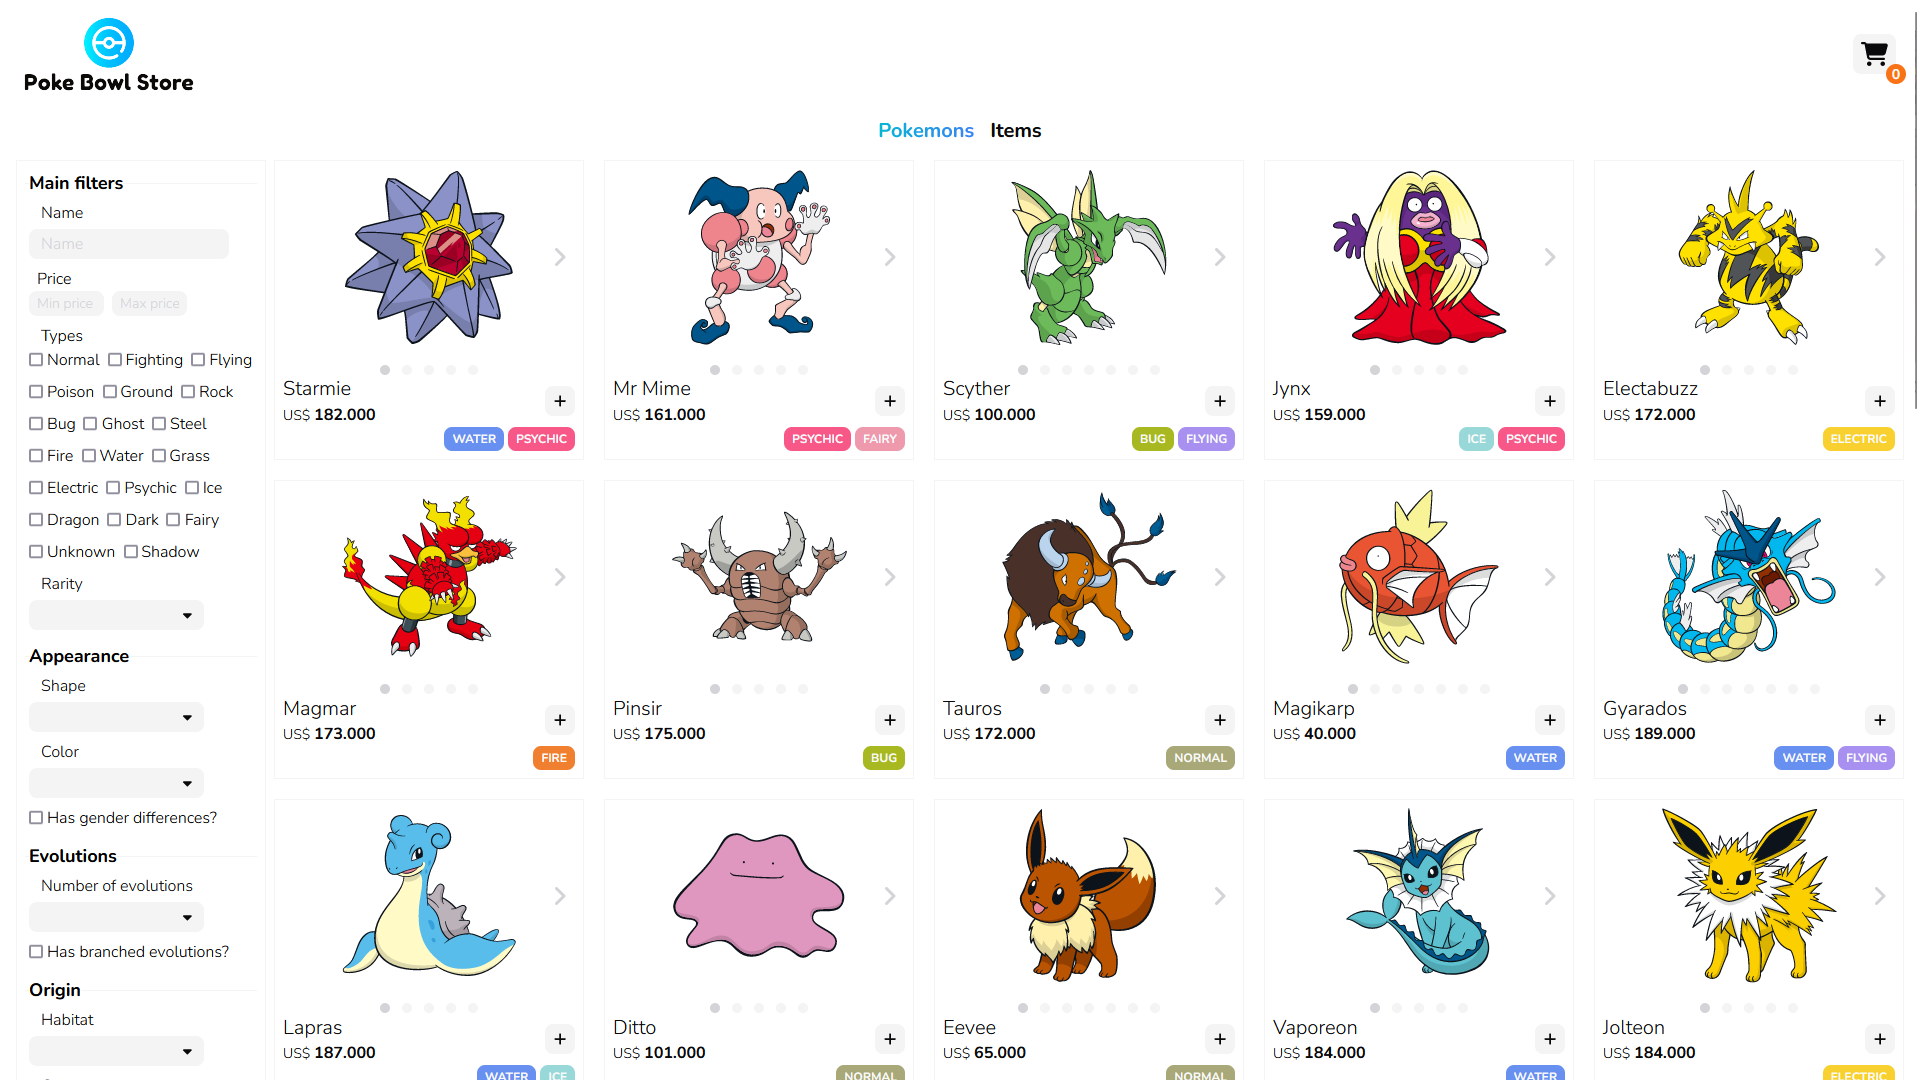 Poke Bowl Store
0
Pokemons Items
Main filters
Name
Name
Price
Min price Max price
Types
Normal Fighting Flying
Poison Ground Rock
Bug Ghost Steel
Fire Water Grass
Electric Psychic Ice
Dragon Dark Fairy
Unknown Shadow
Rarity
Appearance
Shape
Color
Has gender differences?
Evolutions
Number of evolutions
Has branched evolutions?
Origin
Habitat
Starmie
US$ 182.000
+
WATER PSYCHIC
Mr Mime
US$ 161.000
+
PSYCHIC FAIRY
Scyther
US$ 100.000
+
BUG FLYING
Jynx
US$ 159.000
+
ICE PSYCHIC
Electabuzz
US$ 172.000
+
ELECTRIC
Magmar
US$ 173.000
+
FIRE
Pinsir
US$ 175.000
+
BUG
Tauros
US$ 172.000
+
NORMAL
Magikarp
US$ 40.000
+
WATER
Gyarados
US$ 189.000
+
WATER FLYING
Lapras
US$ 187.000
+
WATER ICE
Ditto
US$ 101.000
+
NORMAL
Eevee
US$ 65.000
+
NORMAL
Vaporeon
US$ 184.000
+
WATER
Jolteon
US$ 184.000
+
ELECTRIC